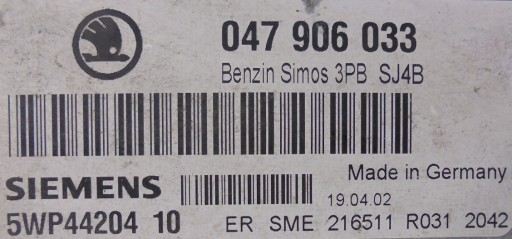 047 906 033
Benzin Simos 3PB SJ4B
Made in Germany
SIEMENS
19.04.02
5WP44204 10 ER SME 216511 R031 2042